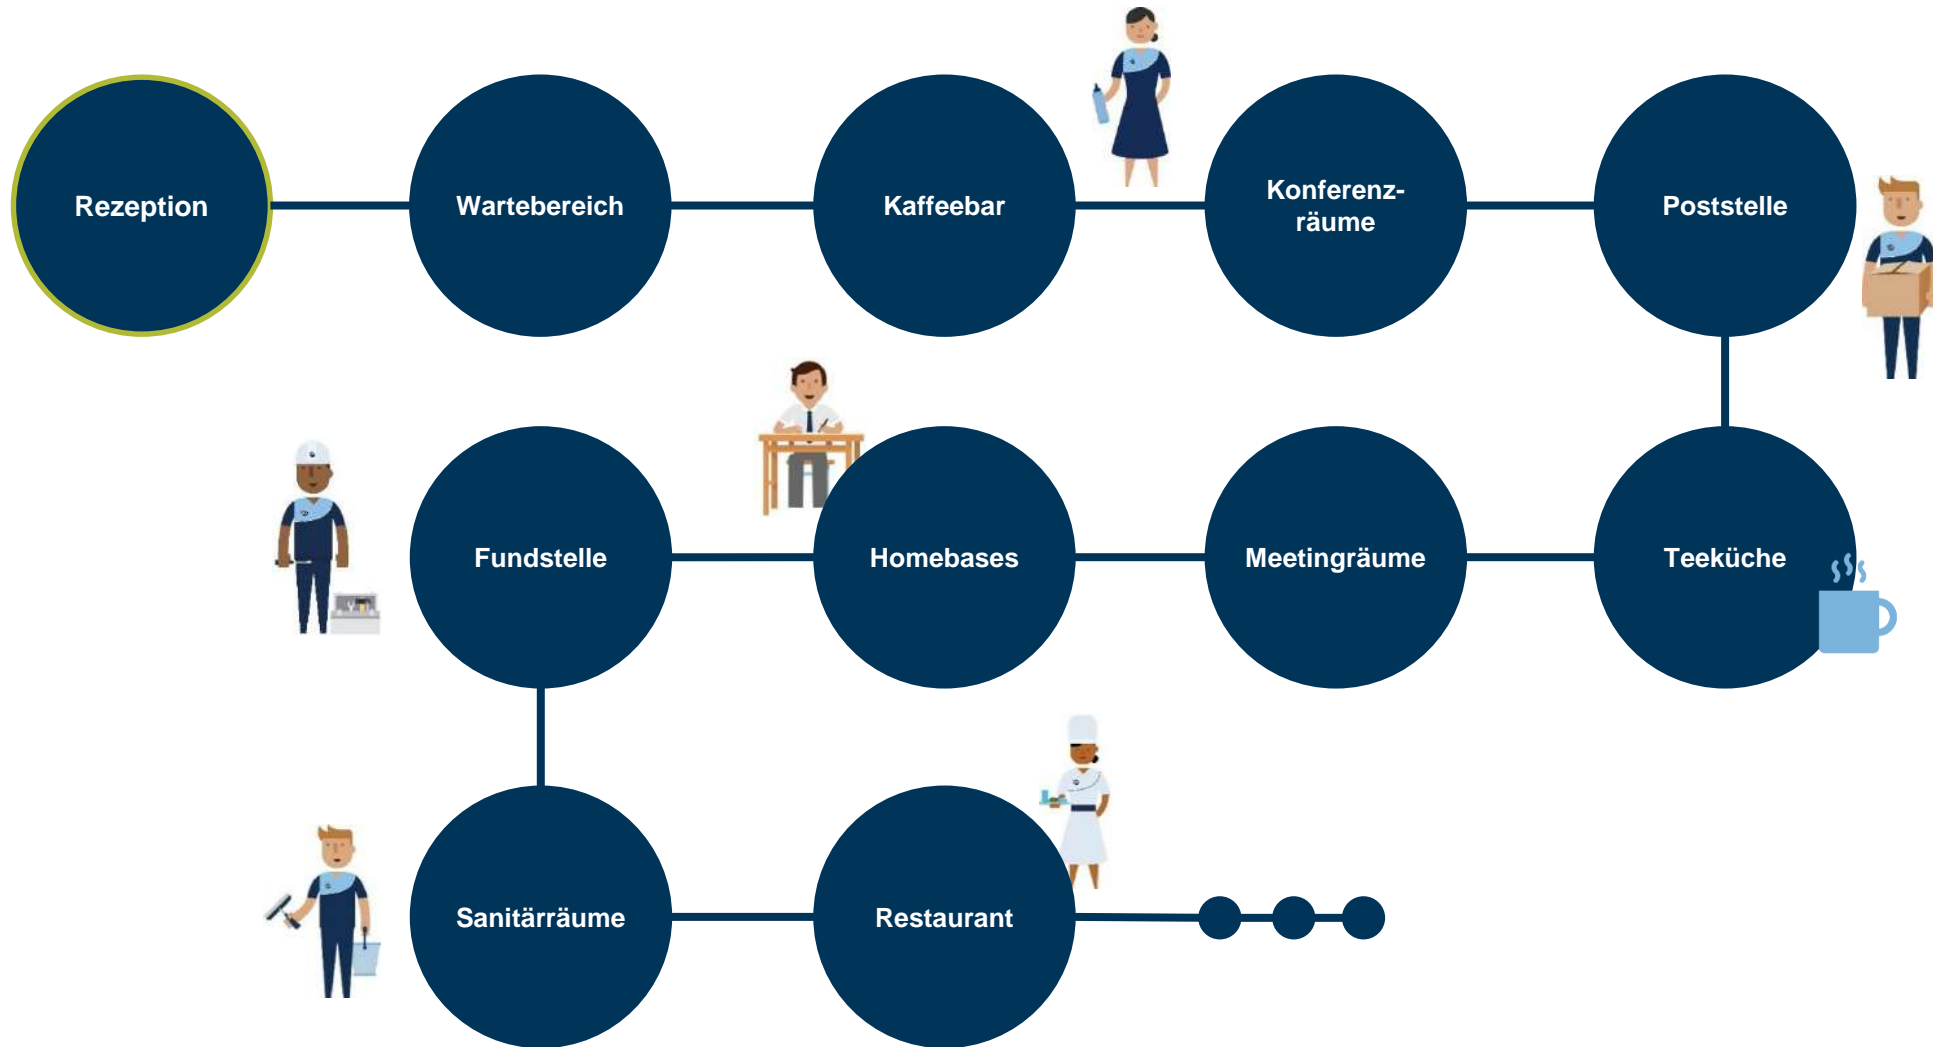 Rezeption
Wartebereich
Kaffeebar
Konferenz-
räume
Poststelle
Fundstelle
Homebases
Meetingräume
Teeküche
Sanitärräume
Restaurant